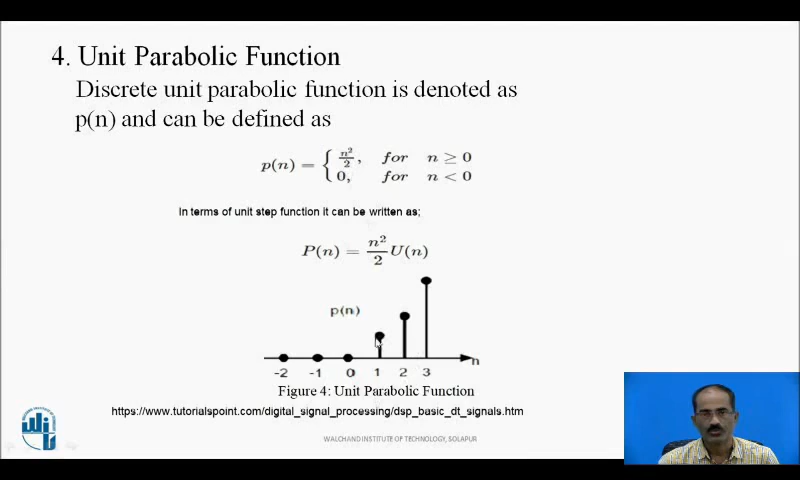 4. Unit Parabolic Function
Discrete unit parabolic function is denoted as
p(n) and can be defined as
p(n) = { n²/2, for n ≥ 0
0, for n < 0
In terms of unit step function it can be written as;
P(n) = n²/2 U(n)
p(n)
n
-2 -1 0 1 2 3
Figure 4: Unit Parabolic Function
https://www.tutorialspoint.com/digital_signal_processing/dsp_basic_dt_signals.htm
WALCHAND INSTITUTE OF TECHNOLOGY, SOLAPUR